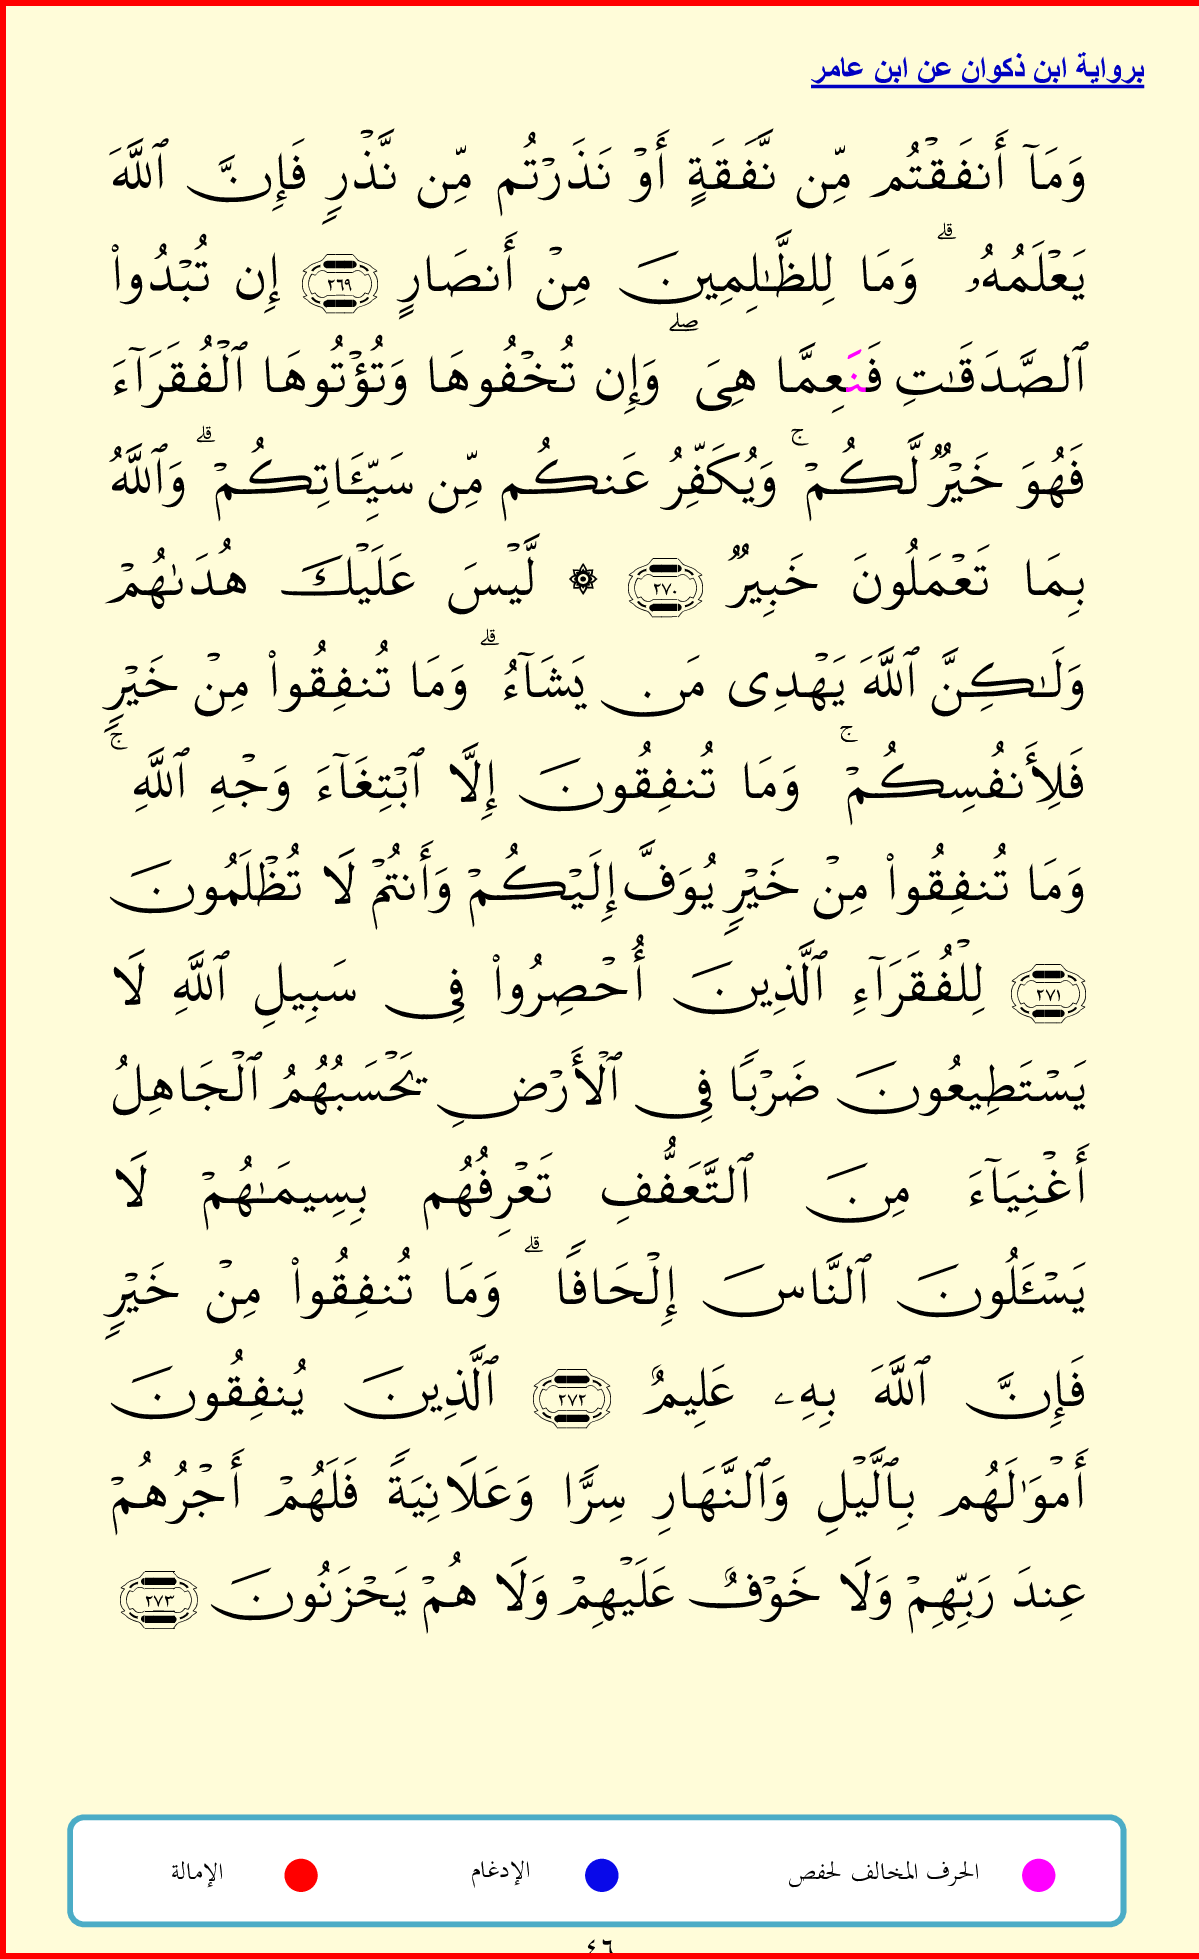 برواية ابن ذكوان عن ابن عامر
وَمَآ أَنفَقۡتُم مِّن نَّفَقَةٍ أَوۡ نَذَرۡتُم مِّن نَّذۡرٍ فَإِنَّ ٱللَّهَ
يَعۡلَمُهُۥۗ وَمَا لِلظَّٰلِمِينَ مِنۡ أَنصَارٍ ٢٦٩ إِن تُبۡدُواْ
ٱلصَّدَقَٰتِ فَنَعِمَّا هِيَۖ وَإِن تُخۡفُوهَا وَتُؤۡتُوهَا ٱلۡفُقَرَآءَ
فَهُوَ خَيۡرٞ لَّكُمۡۚ وَيُكَفِّرُ عَنكُم مِّن سَيِّـَٔاتِكُمۡۗ وَٱللَّهُ
بِمَا تَعۡمَلُونَ خَبِيرٞ ٢٧٠ ۞ لَّيۡسَ عَلَيۡكَ هُدَىٰهُمۡ
وَلَٰكِنَّ ٱللَّهَ يَهۡدِي مَن يَشَآءُۗ وَمَا تُنفِقُواْ مِنۡ خَيۡرٍ
فَلِأَنفُسِكُمۡۚ وَمَا تُنفِقُونَ إِلَّا ٱبۡتِغَآءَ وَجۡهِ ٱللَّهِۚ
وَمَا تُنفِقُواْ مِنۡ خَيۡرٍ يُوَفَّ إِلَيۡكُمۡ وَأَنتُمۡ لَا تُظۡلَمُونَ
٢٧١ لِلۡفُقَرَآءِ ٱلَّذِينَ أُحۡصِرُواْ فِي سَبِيلِ ٱللَّهِ لَا
يَسۡتَطِيعُونَ ضَرۡبٗا فِي ٱلۡأَرۡضِ يَحۡسَبُهُمُ ٱلۡجَاهِلُ
أَغۡنِيَآءَ مِنَ ٱلتَّعَفُّفِ تَعۡرِفُهُم بِسِيمَٰهُمۡ لَا
يَسۡـَٔلُونَ ٱلنَّاسَ إِلۡحَافٗاۗ وَمَا تُنفِقُواْ مِنۡ خَيۡرٍ
فَإِنَّ ٱللَّهَ بِهِۦ عَلِيمٌ ٢٧٢ ٱلَّذِينَ يُنفِقُونَ
أَمۡوَٰلَهُم بِٱلَّيۡلِ وَٱلنَّهَارِ سِرّٗا وَعَلَانِيَةٗ فَلَهُمۡ أَجۡرُهُمۡ
عِندَ رَبِّهِمۡ وَلَا خَوۡفٌ عَلَيۡهِمۡ وَلَا هُمۡ يَحۡزَنُونَ ٢٧٣
الحرف المخالف لحفص الإدغام الإمالة
٤٦